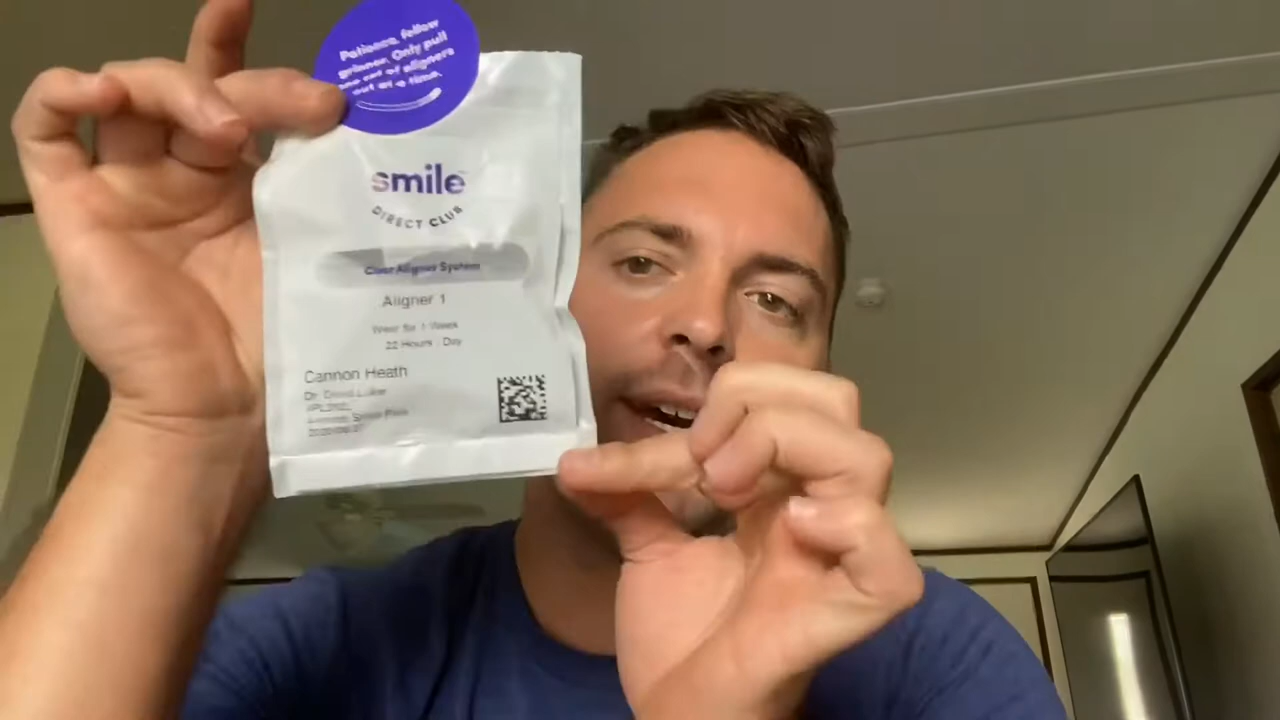 Patience, fellow
grinner. Only pull
one set of aligners
out at a time.
smile
DIRECT CLUB
Clear Aligner System
Aligner 1
Wear for 1 Week
22 Hours Day
Cannon Heath
Dr.